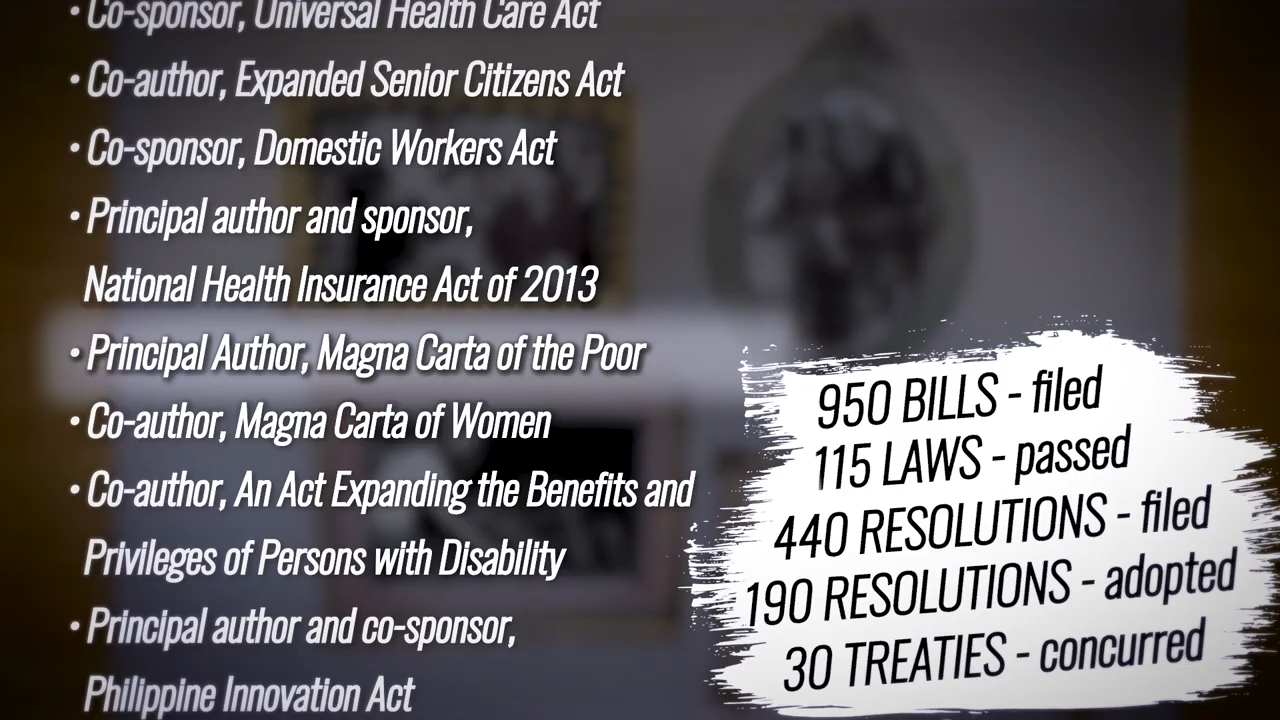 • Co-sponsor, Universal Health Care Act
• Co-author, Expanded Senior Citizens Act
• Co-sponsor, Domestic Workers Act
• Principal author and sponsor,
National Health Insurance Act of 2013
• Principal Author, Magna Carta of the Poor
• Co-author, Magna Carta of Women
• Co-author, An Act Expanding the Benefits and
Privileges of Persons with Disability
• Principal author and co-sponsor,
Philippine Innovation Act
950 BILLS - filed
115 LAWS - passed
440 RESOLUTIONS - filed
190 RESOLUTIONS - adopted
30 TREATIES - concurred